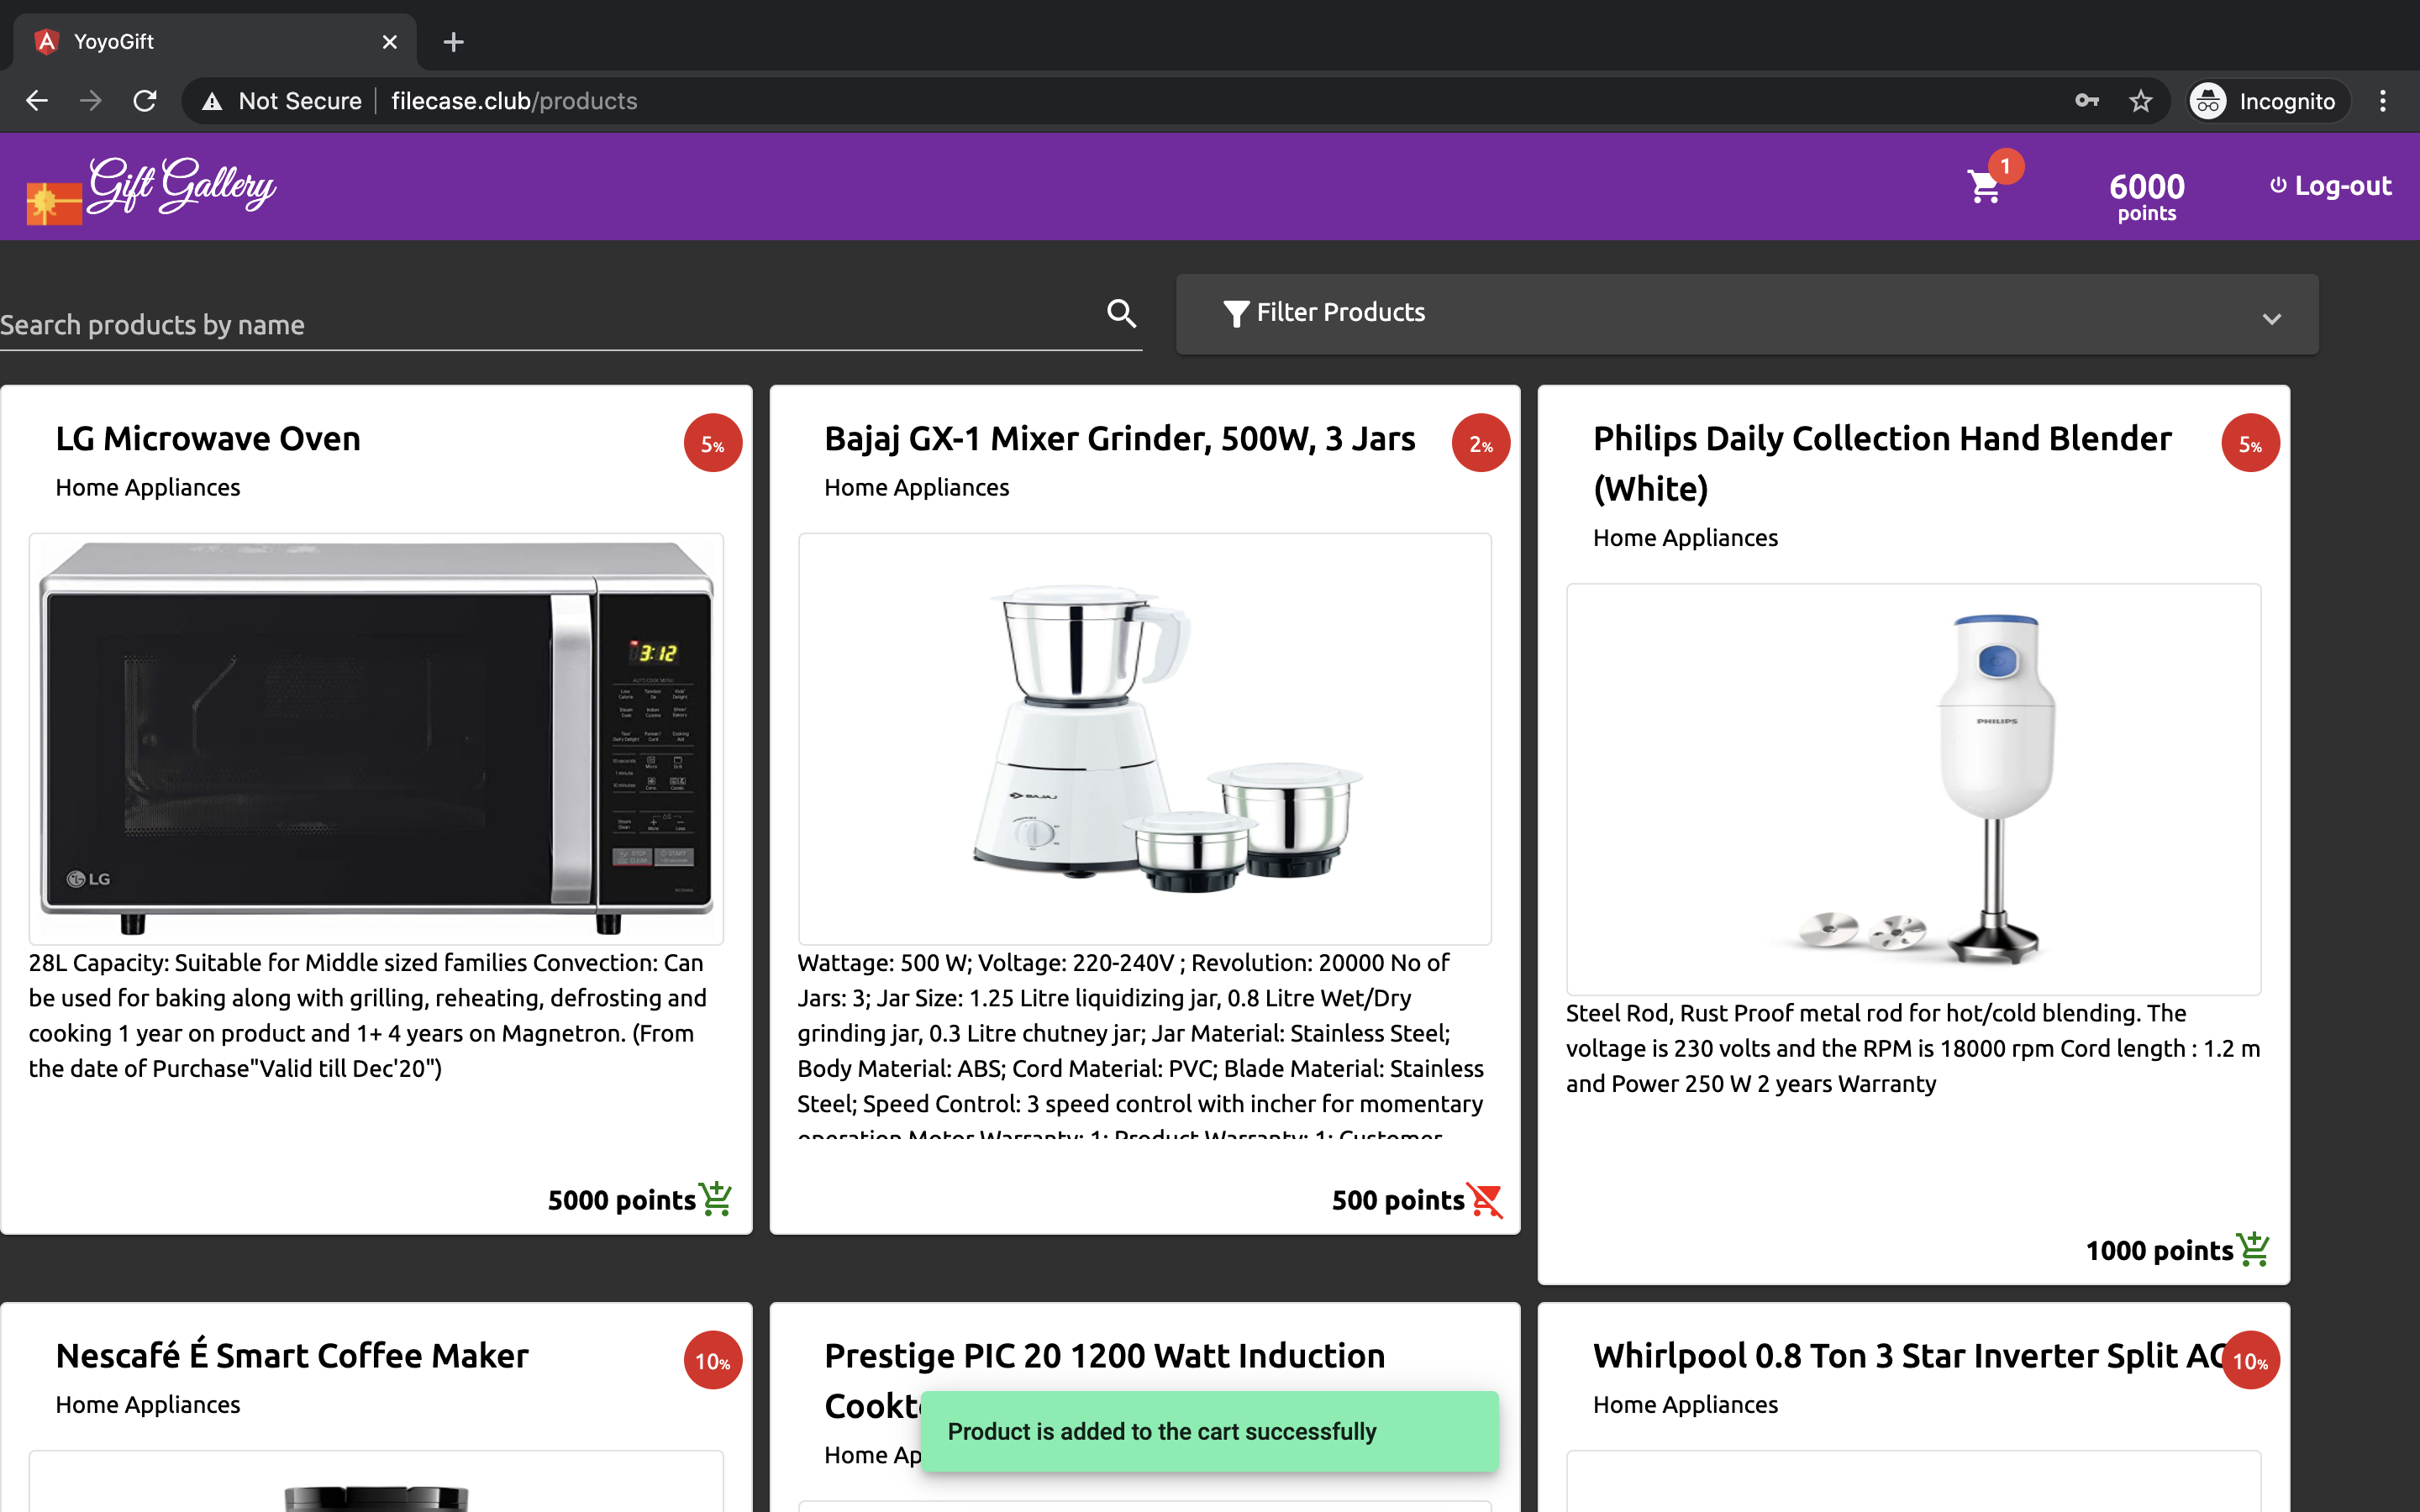 YoyoGift
Not Secure
filecase.club/products
Incognito
Gift Gallery
1
6000
points
Log-out
Search products by name
Filter Products
LG Microwave Oven
5%
Home Appliances
3:12
LG
28L Capacity: Suitable for Middle sized families Convection: Can
be used for baking along with grilling, reheating, defrosting and
cooking 1 year on product and 1+ 4 years on Magnetron. (From
the date of Purchase"Valid till Dec'20")
5000 points
Bajaj GX-1 Mixer Grinder, 500W, 3 Jars
2%
Home Appliances
BAJAJ
Wattage: 500 W; Voltage: 220-240V ; Revolution: 20000 No of
Jars: 3; Jar Size: 1.25 Litre liquidizing jar, 0.8 Litre Wet/Dry
grinding jar, 0.3 Litre chutney jar; Jar Material: Stainless Steel;
Body Material: ABS; Cord Material: PVC; Blade Material: Stainless
Steel; Speed Control: 3 speed control with incher for momentary
operation Motor Warranty: 1; Product Warranty: 1; Customer
500 points
Philips Daily Collection Hand Blender
(White)
5%
Home Appliances
PHILIPS
Steel Rod, Rust Proof metal rod for hot/cold blending. The
voltage is 230 volts and the RPM is 18000 rpm Cord length : 1.2 m
and Power 250 W 2 years Warranty
1000 points
Nescafé É Smart Coffee Maker
10%
Home Appliances
Prestige PIC 20 1200 Watt Induction
Cookt
Home Ap
Whirlpool 0.8 Ton 3 Star Inverter Split AC
10%
Home Appliances
Product is added to the cart successfully